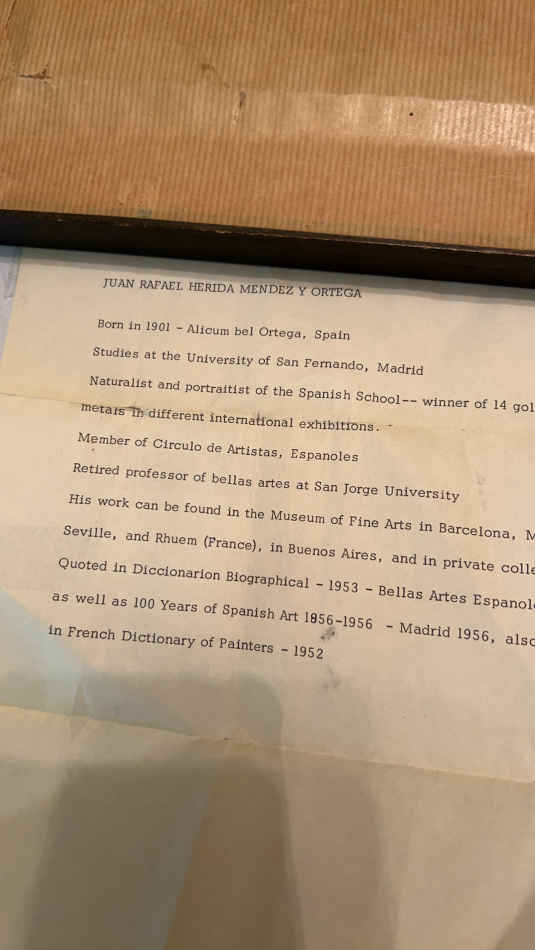 JUAN RAFAEL HERIDA MENDEZ Y ORTEGA
Born in 1901 - Alicum bel Ortega, Spain
Studies at the University of San Fernando, Madrid
Naturalist and portraitist of the Spanish School-- winner of 14 gol
metals in different international exhibitions.
Member of Circulo de Artistas, Espanoles
Retired professor of bellas artes at San Jorge University
His work can be found in the Museum of Fine Arts in Barcelona, M
Seville, and Rhuem (France), in Buenos Aires, and in private colle
Quoted in Diccionarion Biographical - 1953 - Bellas Artes Espanol
as well as 100 Years of Spanish Art 1856-1956 - Madrid 1956, also
in French Dictionary of Painters - 1952